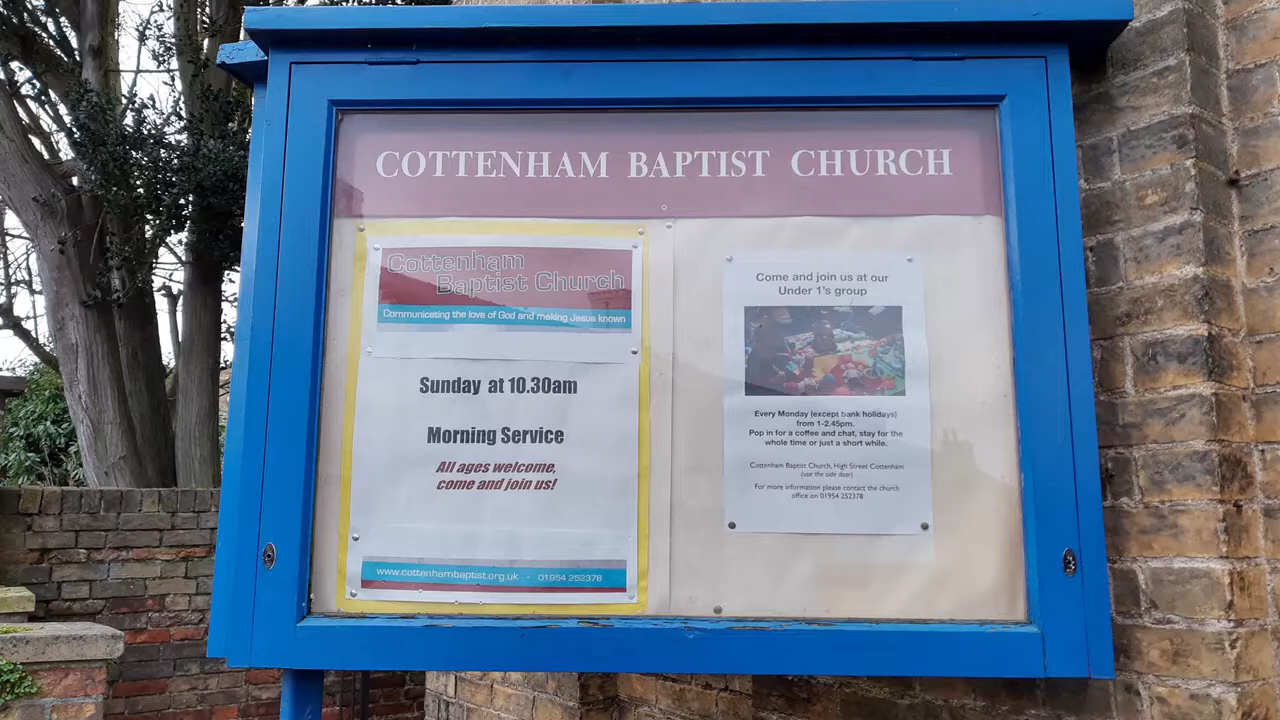 COTTENHAM BAPTIST CHURCH
Cottenham
Baptist Church
Communicating the love of God and making Jesus known
Sunday at 10.30am
Morning Service
All ages welcome,
come and join us!
www.cottenhambaptist.org.uk - 01954 252378
Come and join us at our
Under 1's group
Every Monday (except bank holidays)
from 1-2.45pm.
Pop in for a coffee and chat, stay for the
whole time or just a short while.
Cottenham Baptist Church, High Street Cottenham
(use the side door)
For more information please contact the church
office on 01954 252378